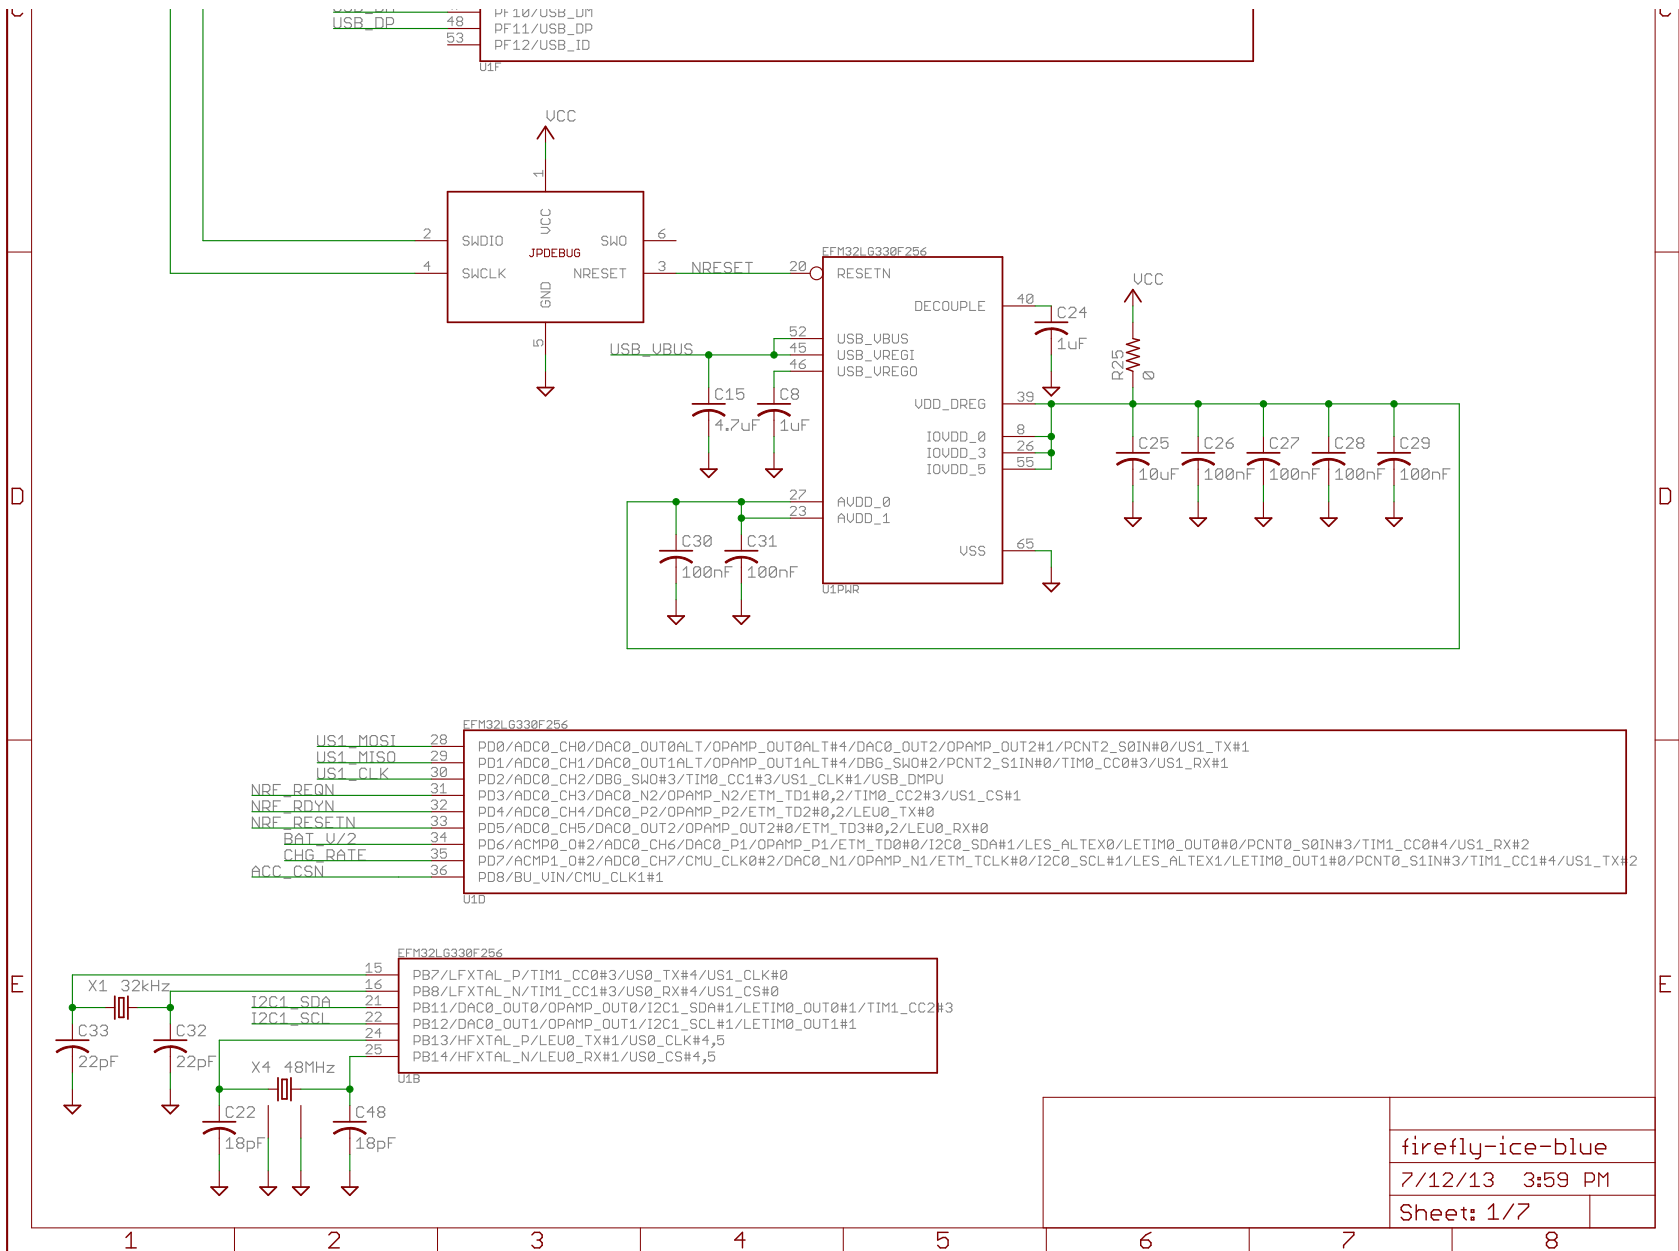 C
C
USB_DM
PF10/USB_DM
USB_DP
48
PF11/USB_DP
53
PF12/USB_ID
U1F
VCC
1
VCC
2
SWDIO
SWO
6
JPDEBUG
4
SWCLK
NRESET
3
NRESET
GND
5
EFM32LG330F256
20
RESETN
DECOUPLE
40
C24
1uF
VCC
R25
0
USB_VBUS
52
USB_VBUS
45
USB_VREGI
46
USB_VREGO
C15
4.7uF
C8
1uF
VDD_DREG
39
IOVDD_0
8
IOVDD_3
26
IOVDD_5
55
C25
10uF
C26
100nF
C27
100nF
C28
100nF
C29
100nF
D
D
27
AVDD_0
23
AVDD_1
C30
100nF
C31
100nF
VSS
65
U1PWR
EFM32LG330F256
US1_MOSI 28 PD0/ADC0_CH0/DAC0_OUT0ALT/OPAMP_OUT0ALT#4/DAC0_OUT2/OPAMP_OUT2#1/PCNT2_S0IN#0/US1_TX#1
US1_MISO 29 PD1/ADC0_CH1/DAC0_OUT1ALT/OPAMP_OUT1ALT#4/DBG_SWO#2/PCNT2_S1IN#0/TIM0_CC0#3/US1_RX#1
US1_CLK 30 PD2/ADC0_CH2/DBG_SWO#3/TIM0_CC1#3/US1_CLK#1/USB_DMPU
NRF_REQN 31 PD3/ADC0_CH3/DAC0_N2/OPAMP_N2/ETM_TD1#0,2/TIM0_CC2#3/US1_CS#1
NRF_RDYN 32 PD4/ADC0_CH4/DAC0_P2/OPAMP_P2/ETM_TD2#0,2/LEU0_TX#0
NRF_RESETN 33 PD5/ADC0_CH5/DAC0_OUT2/OPAMP_OUT2#0/ETM_TD3#0,2/LEU0_RX#0
BAT_V/2 34 PD6/ACMP0_O#2/ADC0_CH6/DAC0_P1/OPAMP_P1/ETM_TD0#0/I2C0_SDA#1/LES_ALTEX0/LETIM0_OUT0#0/PCNT0_S0IN#3/TIM1_CC0#4/US1_RX#2
CHG_RATE 35 PD7/ACMP1_O#2/ADC0_CH7/CMU_CLK0#2/DAC0_N1/OPAMP_N1/ETM_TCLK#0/I2C0_SCL#1/LES_ALTEX1/LETIM0_OUT1#0/PCNT0_S1IN#3/TIM1_CC1#4/US1_TX#2
ACC_CSN 36 PD8/BU_VIN/CMU_CLK1#1
U1D
EFM32LG330F256
15 PB7/LFXTAL_P/TIM1_CC0#3/US0_TX#4/US1_CLK#0
16 PB8/LFXTAL_N/TIM1_CC1#3/US0_RX#4/US1_CS#0
I2C1_SDA 21 PB11/DAC0_OUT0/OPAMP_OUT0/I2C1_SDA#1/LETIM0_OUT0#1/TIM1_CC2#3
I2C1_SCL 22 PB12/DAC0_OUT1/OPAMP_OUT1/I2C1_SCL#1/LETIM0_OUT1#1
24 PB13/HFXTAL_P/LEU0_TX#1/US0_CLK#4,5
25 PB14/HFXTAL_N/LEU0_RX#1/US0_CS#4,5
U1B
E
E
X1 32kHz
C33
22pF
C32
22pF
X4 48MHz
C22
18pF
C48
18pF
firefly-ice-blue
7/12/13 3:59 PM
Sheet: 1/7
1 2 3 4 5 6 7 8